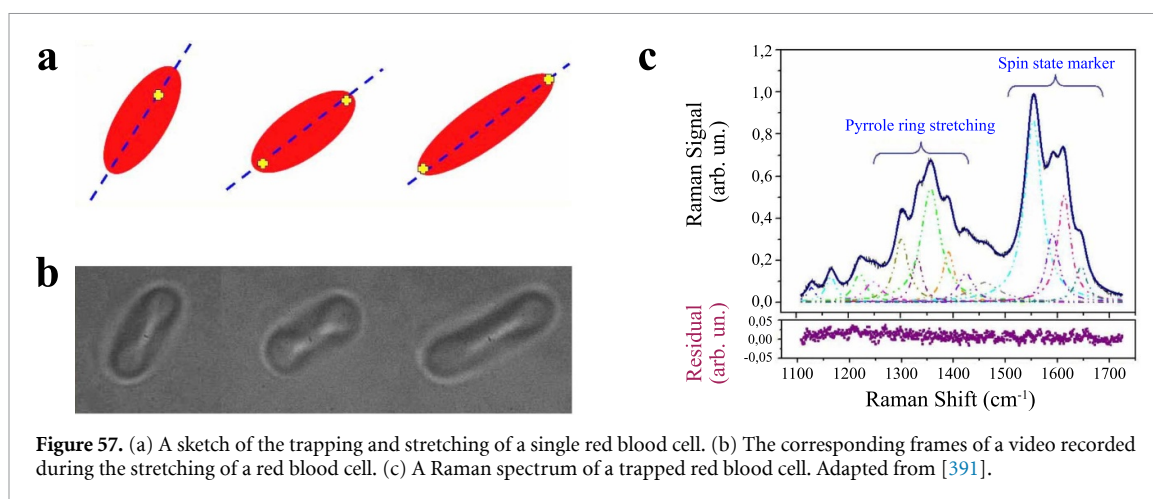 a
b
c
1,2
1,0
0,8
0,6
0,4
0,2
0,0
Raman Signal
(arb. un.)
Pyrrole ring stretching
Spin state marker
0,05
0,00
-0,05
Residual
(arb. un.)
1100 1200 1300 1400 1500 1600 1700
Raman Shift (cm⁻¹)
Figure 57. (a) A sketch of the trapping and stretching of a single red blood cell. (b) The corresponding frames of a video recorded
during the stretching of a red blood cell. (c) A Raman spectrum of a trapped red blood cell. Adapted from [391].